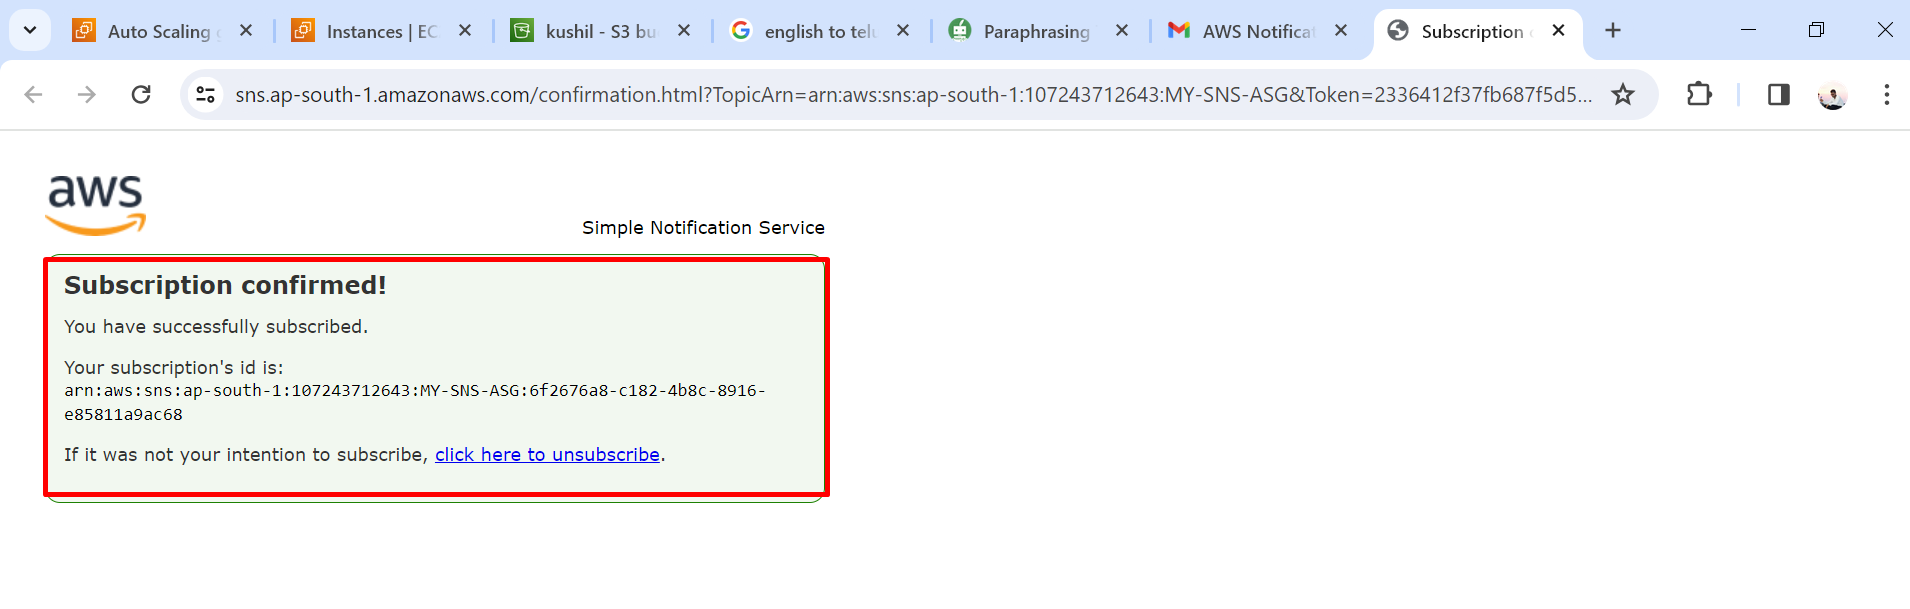 Auto Scaling g
Instances | EC
kushil - S3 bu
english to telu
Paraphrasing
AWS Notificat
Subscription c
sns.ap-south-1.amazonaws.com/confirmation.html?TopicArn=arn:aws:sns:ap-south-1:107243712643:MY-SNS-ASG&Token=2336412f37fb687f5d5...
aws
Simple Notification Service
Subscription confirmed!
You have successfully subscribed.
Your subscription's id is:
arn:aws:sns:ap-south-1:107243712643:MY-SNS-ASG:6f2676a8-c182-4b8c-8916-
e85811a9ac68
If it was not your intention to subscribe, click here to unsubscribe.